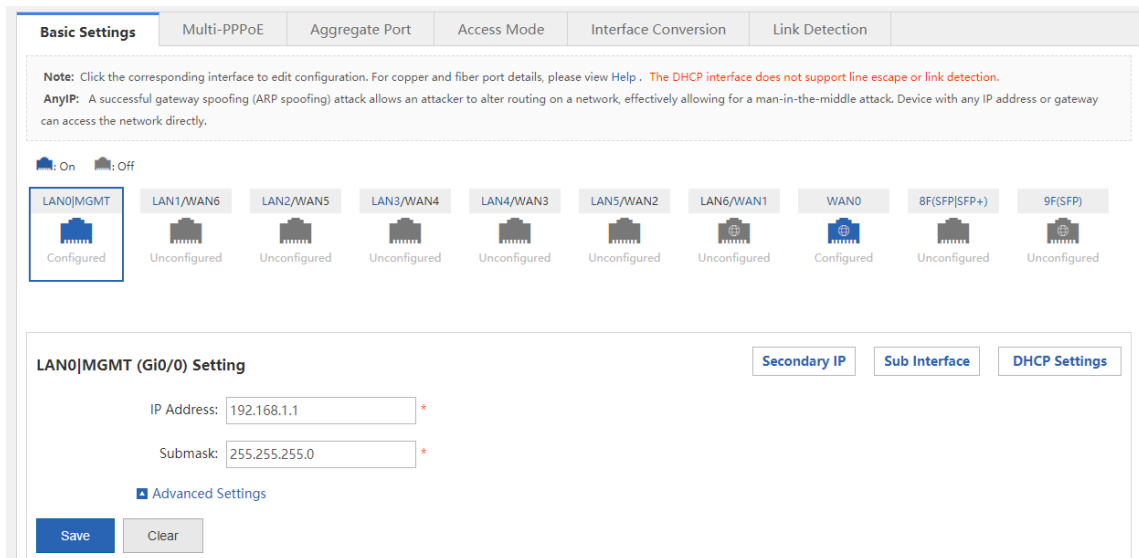 Basic Settings Multi-PPPoE Aggregate Port Access Mode Interface Conversion Link Detection
Note: Click the corresponding interface to edit configuration. For copper and fiber port details, please view Help . The DHCP interface does not support line escape or link detection.
AnyIP: A successful gateway spoofing (ARP spoofing) attack allows an attacker to alter routing on a network, effectively allowing for a man-in-the-middle attack. Device with any IP address or gateway
can access the network directly.
: On : Off
LAN0|MGMT LAN1/WAN6 LAN2/WAN5 LAN3/WAN4 LAN4/WAN3 LAN5/WAN2 LAN6/WAN1 WAN0 8F(SFP|SFP+) 9F(SFP)
Configured Unconfigured Unconfigured Unconfigured Unconfigured Unconfigured Unconfigured Configured Unconfigured Unconfigured
LAN0|MGMT (Gi0/0) Setting Secondary IP Sub Interface DHCP Settings
IP Address: 192.168.1.1 *
Submask: 255.255.255.0 *
Advanced Settings
Save Clear